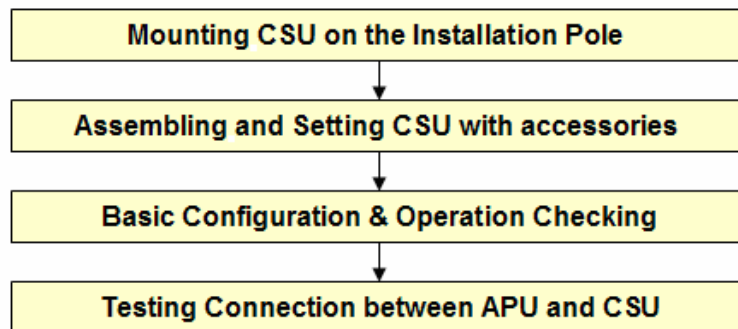 Mounting CSU on the Installation Pole
Assembling and Setting CSU with accessories
Basic Configuration & Operation Checking
Testing Connection between APU and CSU